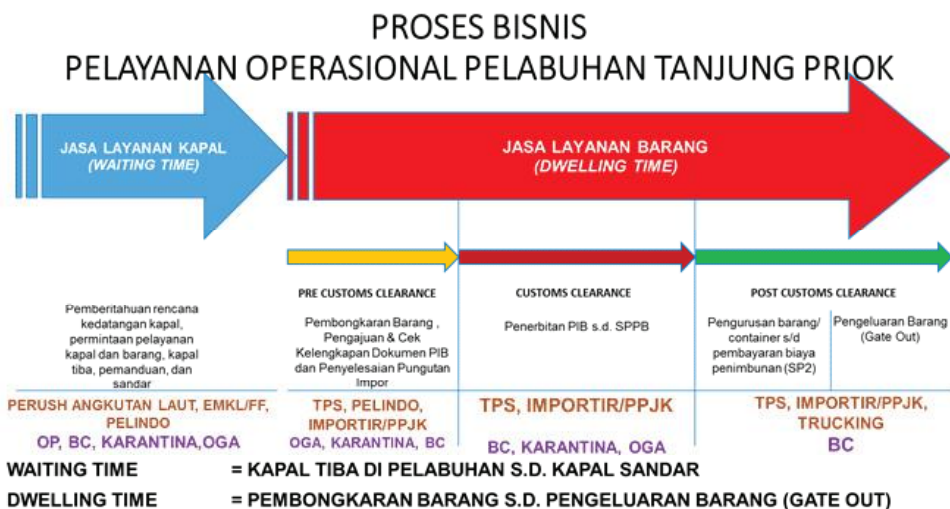 PROSES BISNIS
PELAYANAN OPERASIONAL PELABUHAN TANJUNG PRIOK
JASA LAYANAN KAPAL
(WAITING TIME)
JASA LAYANAN BARANG
(DWELLING TIME)
Pemberitahuan rencana
kedatangan kapal,
permintaan pelayanan
kapal dan barang, kapal
tiba, pemanduan, dan
sandar
PRE CUSTOMS CLEARANCE
Pembongkaran Barang ,
Pengajuan & Cek
Kelengkapan Dokumen PIB
dan Penyelesaian Pungutan
Impor
CUSTOMS CLEARANCE
Penerbitan PIB s.d. SPPB
POST CUSTOMS CLEARANCE
Pengurusan barang/
container s/d
pembayaran biaya
penimbunan (SP2)
Pengeluaran Barang
(Gate Out)
PERUSH ANGKUTAN LAUT, EMKL/FF,
PELINDO
OP, BC, KARANTINA,OGA
TPS, PELINDO,
IMPORTIR/PPJK
OGA, KARANTINA, BC
TPS, IMPORTIR/PPJK
BC, KARANTINA, OGA
TPS, IMPORTIR/PPJK,
TRUCKING
BC
WAITING TIME = KAPAL TIBA DI PELABUHAN S.D. KAPAL SANDAR
DWELLING TIME = PEMBONGKARAN BARANG S.D. PENGELUARAN BARANG (GATE OUT)